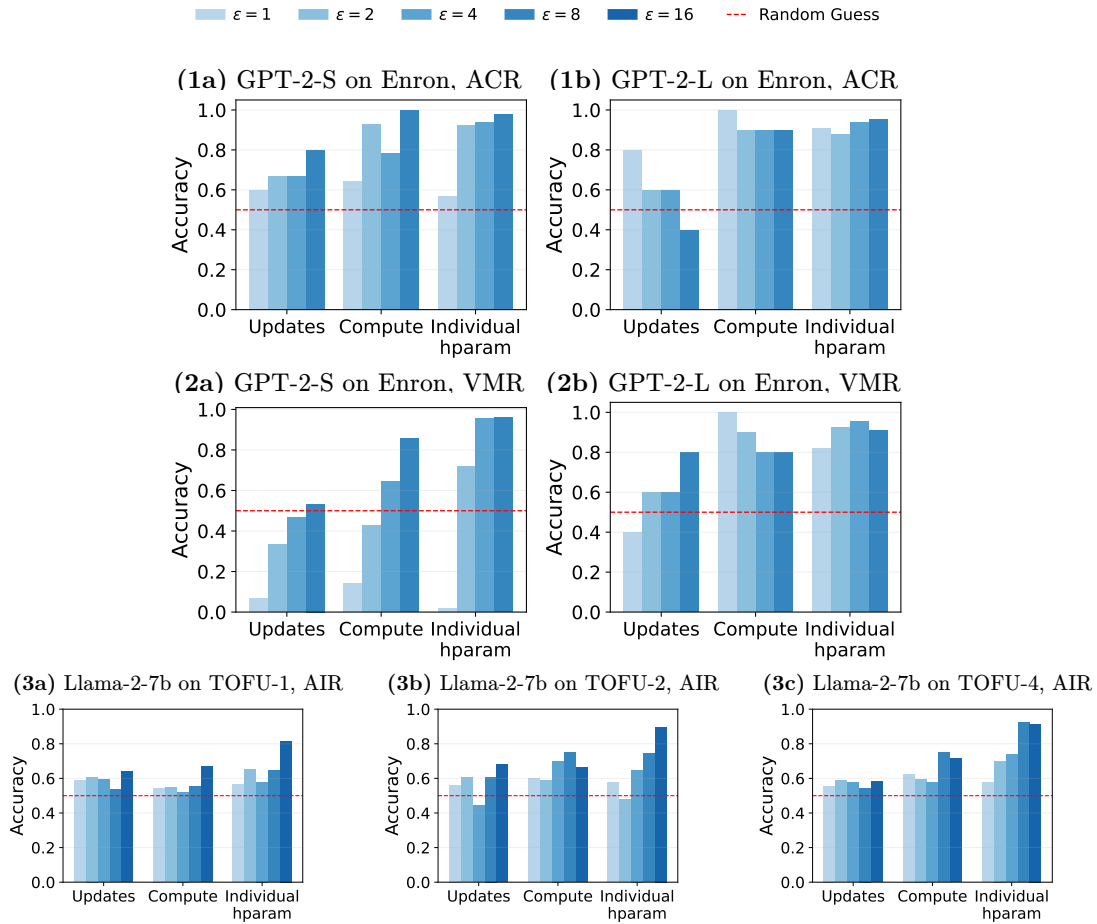 ε = 1 ε = 2 ε = 4 ε = 8 ε = 16 Random Guess
(1a) GPT-2-S on Enron, ACR
(1b) GPT-2-L on Enron, ACR
Accuracy
1.0
0.8
0.6
0.4
0.2
0.0
Updates Compute Individual
hparam
Accuracy
1.0
0.8
0.6
0.4
0.2
0.0
Updates Compute Individual
hparam
(2a) GPT-2-S on Enron, VMR
(2b) GPT-2-L on Enron, VMR
Accuracy
1.0
0.8
0.6
0.4
0.2
0.0
Updates Compute Individual
hparam
Accuracy
1.0
0.8
0.6
0.4
0.2
0.0
Updates Compute Individual
hparam
(3a) Llama-2-7b on TOFU-1, AIR
(3b) Llama-2-7b on TOFU-2, AIR
(3c) Llama-2-7b on TOFU-4, AIR
Accuracy
1.0
0.8
0.6
0.4
0.2
0.0
Updates Compute Individual
hparam
Accuracy
1.0
0.8
0.6
0.4
0.2
0.0
Updates Compute Individual
hparam
Accuracy
1.0
0.8
0.6
0.4
0.2
0.0
Updates Compute Individual
hparam